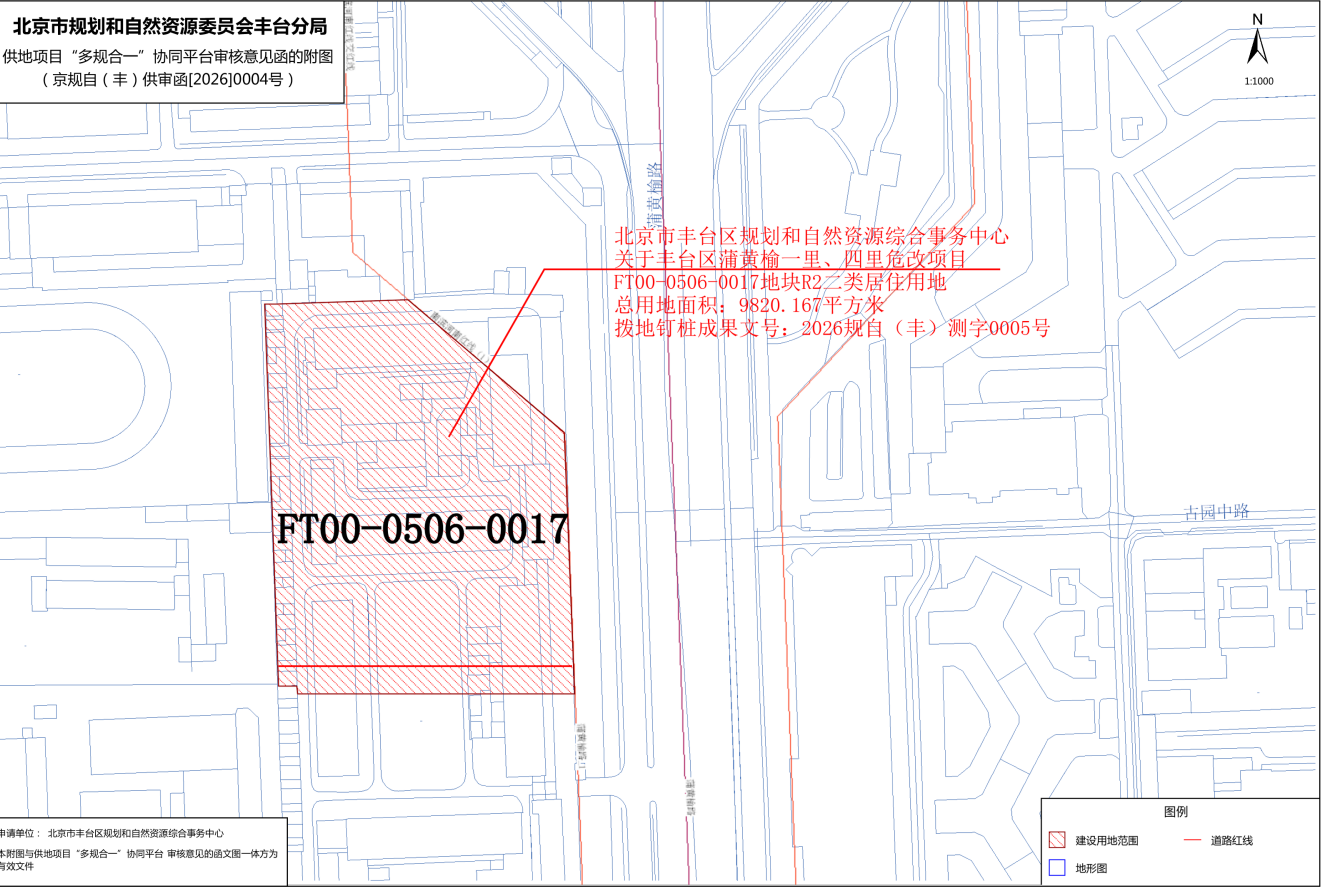 北京市规划和自然资源委员会丰台分局
供地项目“多规合一”协同平台审核意见函的附图
（京规自（丰）供审函[2026]0004号）
N
1:1000
蒲黄榆路
北京市丰台区规划和自然资源综合事务中心
关于丰台区蒲黄榆一里、四里危改项目
FT00-0506-0017地块R2二类居住用地
总用地面积：9820.167平方米
拨地钉桩成果文号：2026规自（丰）测字0005号
古园中路
FT00-0506-0017
申请单位： 北京市丰台区规划和自然资源综合事务中心
本附图与供地项目“多规合一”协同平台 审核意见的函文图一体方为
有效文件
图例
建设用地范围
道路红线
地形图